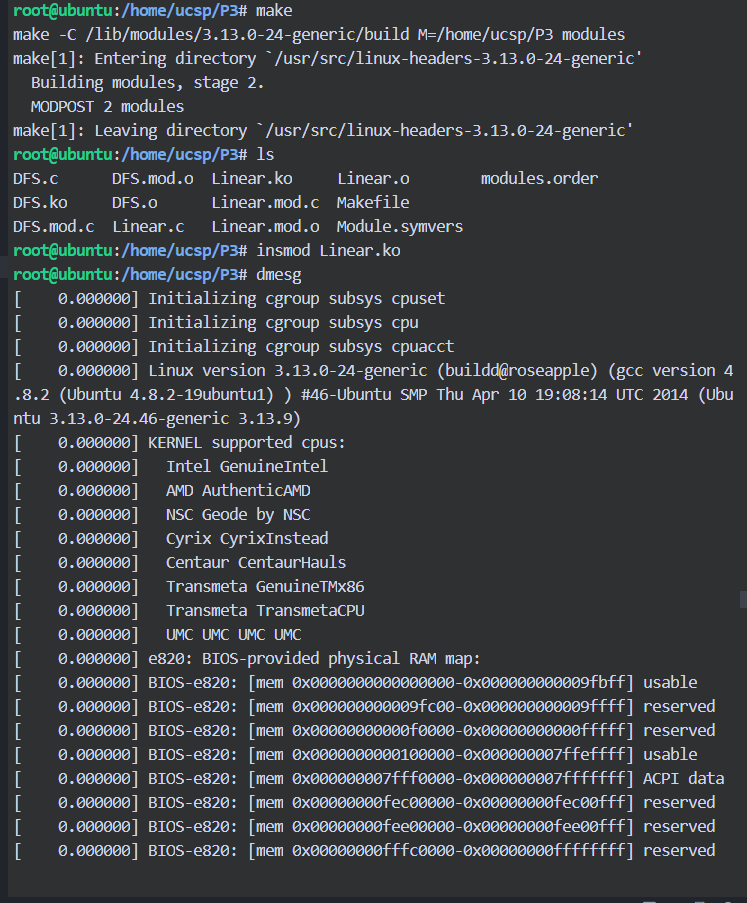 root@ubuntu:/home/ucsp/P3# make
make -C /lib/modules/3.13.0-24-generic/build M=/home/ucsp/P3 modules
make[1]: Entering directory `/usr/src/linux-headers-3.13.0-24-generic'
  Building modules, stage 2.
  MODPOST 2 modules
make[1]: Leaving directory `/usr/src/linux-headers-3.13.0-24-generic'
root@ubuntu:/home/ucsp/P3# ls
DFS.c      DFS.mod.o  Linear.ko     Linear.o        modules.order
DFS.ko     DFS.o      Linear.mod.c  Makefile
DFS.mod.c  Linear.c   Linear.mod.o  Module.symvers
root@ubuntu:/home/ucsp/P3# insmod Linear.ko
root@ubuntu:/home/ucsp/P3# dmesg
[    0.000000] Initializing cgroup subsys cpuset
[    0.000000] Initializing cgroup subsys cpu
[    0.000000] Initializing cgroup subsys cpuacct
[    0.000000] Linux version 3.13.0-24-generic (buildd@roseapple) (gcc version 4
.8.2 (Ubuntu 4.8.2-19ubuntu1) ) #46-Ubuntu SMP Thu Apr 10 19:08:14 UTC 2014 (Ubu
ntu 3.13.0-24.46-generic 3.13.9)
[    0.000000] KERNEL supported cpus:
[    0.000000]   Intel GenuineIntel
[    0.000000]   AMD AuthenticAMD
[    0.000000]   NSC Geode by NSC
[    0.000000]   Cyrix CyrixInstead
[    0.000000]   Centaur CentaurHauls
[    0.000000]   Transmeta GenuineTMx86
[    0.000000]   Transmeta TransmetaCPU
[    0.000000]   UMC UMC UMC UMC
[    0.000000] e820: BIOS-provided physical RAM map:
[    0.000000] BIOS-e820: [mem 0x0000000000000000-0x000000000009fbff] usable
[    0.000000] BIOS-e820: [mem 0x000000000009fc00-0x000000000009ffff] reserved
[    0.000000] BIOS-e820: [mem 0x00000000000f0000-0x00000000000fffff] reserved
[    0.000000] BIOS-e820: [mem 0x0000000000100000-0x000000007ffeffff] usable
[    0.000000] BIOS-e820: [mem 0x000000007fff0000-0x000000007fffffff] ACPI data
[    0.000000] BIOS-e820: [mem 0x00000000fec00000-0x00000000fec00fff] reserved
[    0.000000] BIOS-e820: [mem 0x00000000fee00000-0x00000000fee00fff] reserved
[    0.000000] BIOS-e820: [mem 0x00000000fffc0000-0x00000000ffffffff] reserved